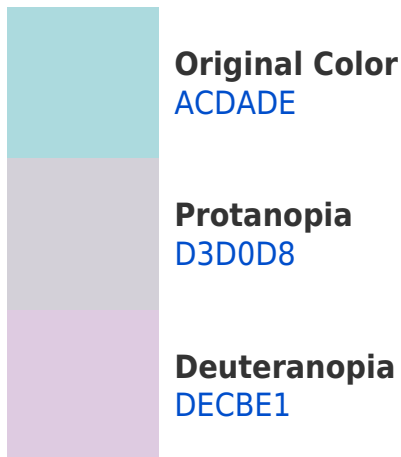 Original Color
ACDADE
Protanopia
D3D0D8
Deuteranopia
DECBE1